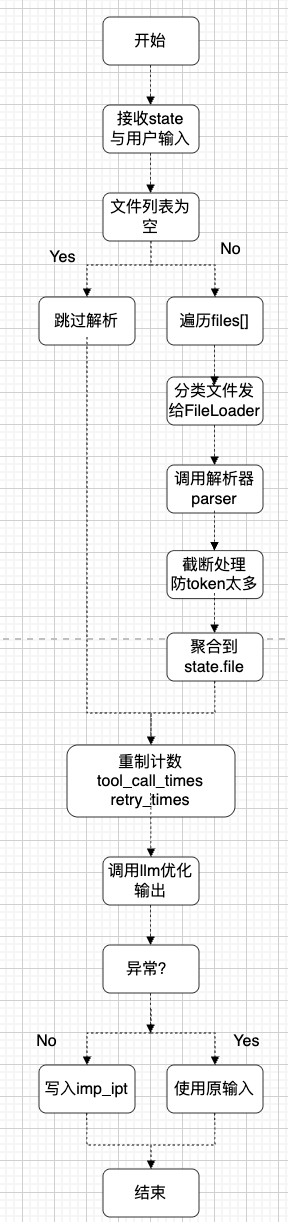 开始
接收state
与用户输入
文件列表为
空
Yes
No
跳过解析
遍历files[]
分类文件发
给FileLoader
调用解析器
parser
截断处理
防token太多
聚合到
state.file
重制计数
tool_call_times
retry_times
调用llm优化
输出
异常?
No
Yes
写入imp_ipt
使用原输入
结束